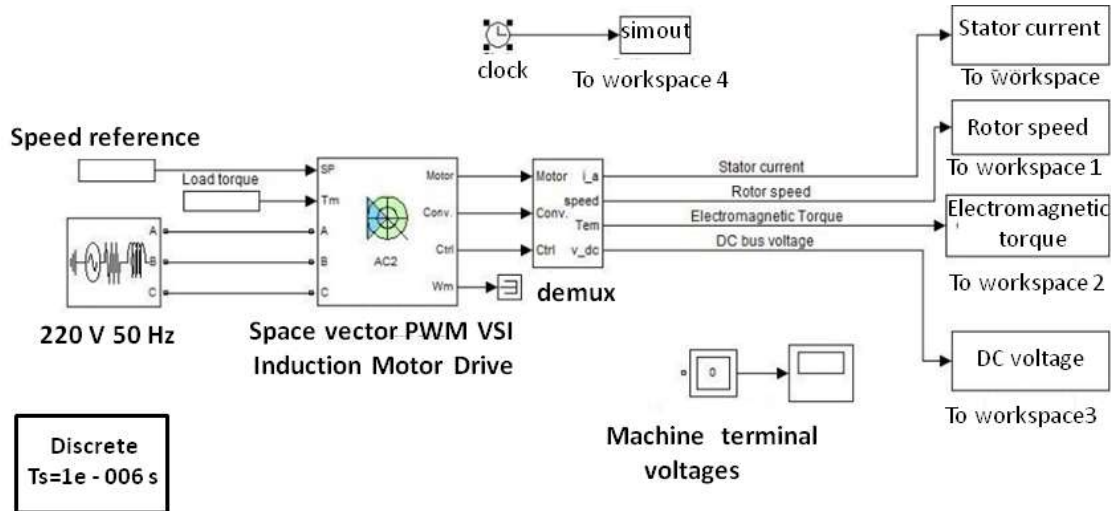 Stator current
simout
clock
To workspace 4
To workspace
Rotor speed
To workspace 1
Speed reference
Load torque
SP
Tm
A
B
C
AC2
Motor
Conv.
Ctrl
Wm
Motor
Conv.
Ctrl
i_a
speed
Tem
v_dc
Stator current
Rotor speed
Electromagnetic Torque
DC bus voltage
Electromagnetic
torque
To workspace 2
A
B
C
220 V 50 Hz
Space vector PWM VSI
Induction Motor Drive
demux
0
Machine terminal
voltages
DC voltage
To workspace3
Discrete
Ts=1e - 006 s